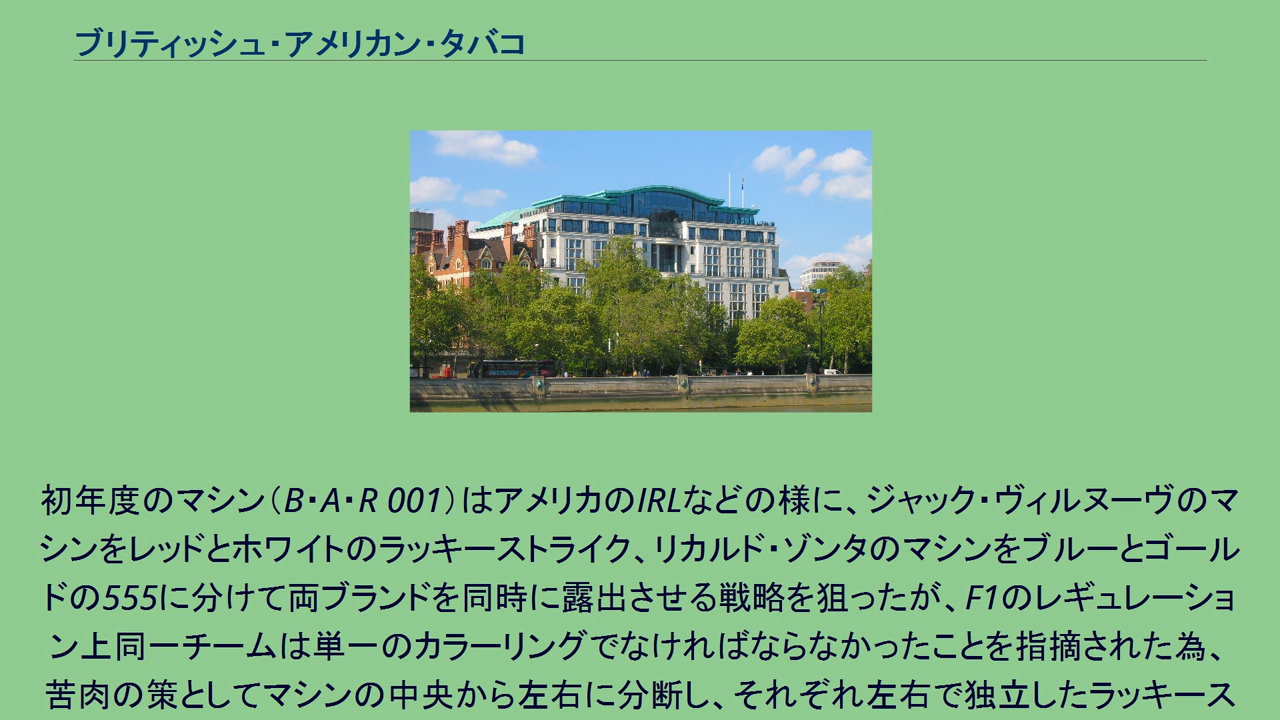 ブリティッシュ・アメリカン・タバコ
初年度のマシン（B・A・R 001）はアメリカのIRLなどの様に、ジャック・ヴィルヌーヴのマ
シンをレッドとホワイトのラッキーストライク、リカルド・ゾンタのマシンをブルーとゴール
ドの555に分けて両ブランドを同時に露出させる戦略を狙ったが、F1のレギュレーショ
ン上同一チームは単一のカラーリングでなければならなかったことを指摘された為、
苦肉の策としてマシンの中央から左右に分断し、それぞれ左右で独立したラッキース